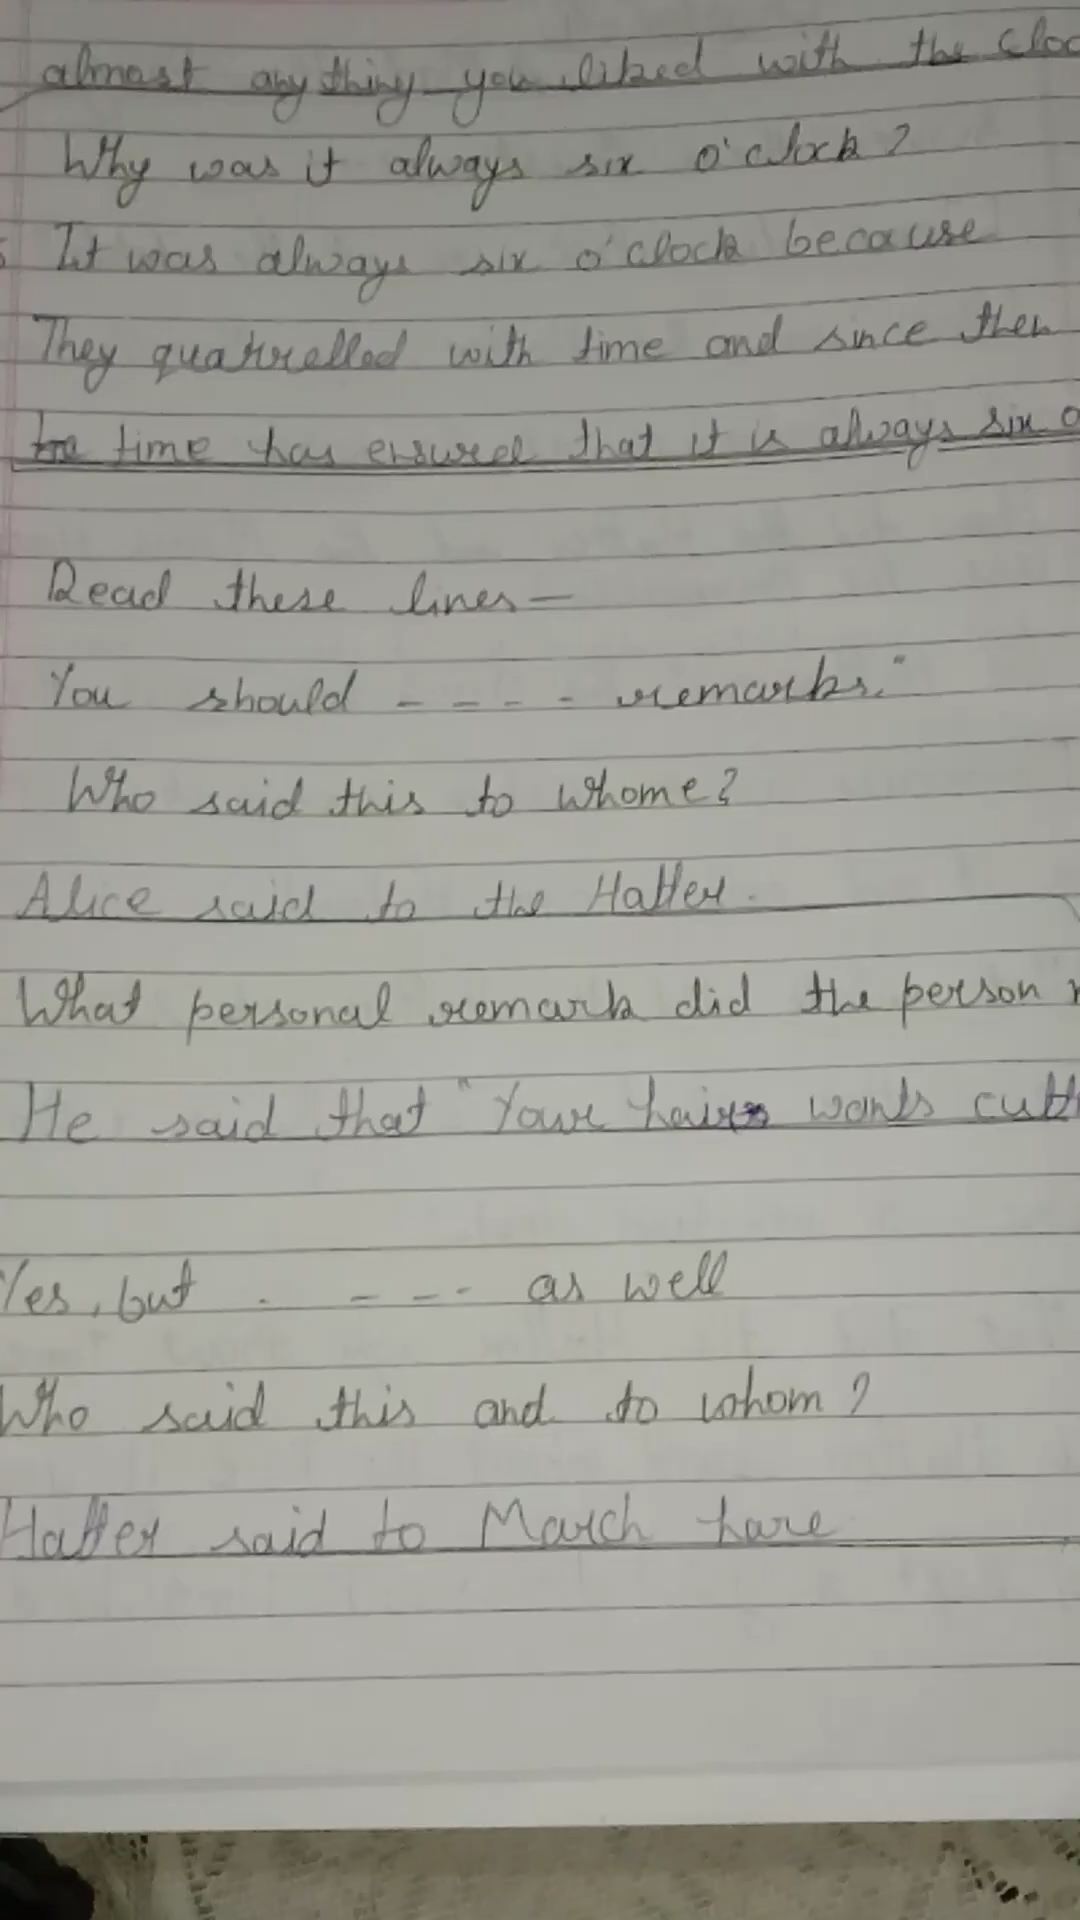 almost any thing you liked with the cloc
Why was it always six o'clock?
It was always six o'clock because
They quarrelled with time and since then
time has ensured that it is always six o
Read these lines—
You should - - - - remarks."
Who said this to whome?
Alice said to the Hatter.
What personal remark did the person
He said that "Your hair wants cutt
Yes, but . - - - - as well
Who said this and to whom?
Hatter said to March hare